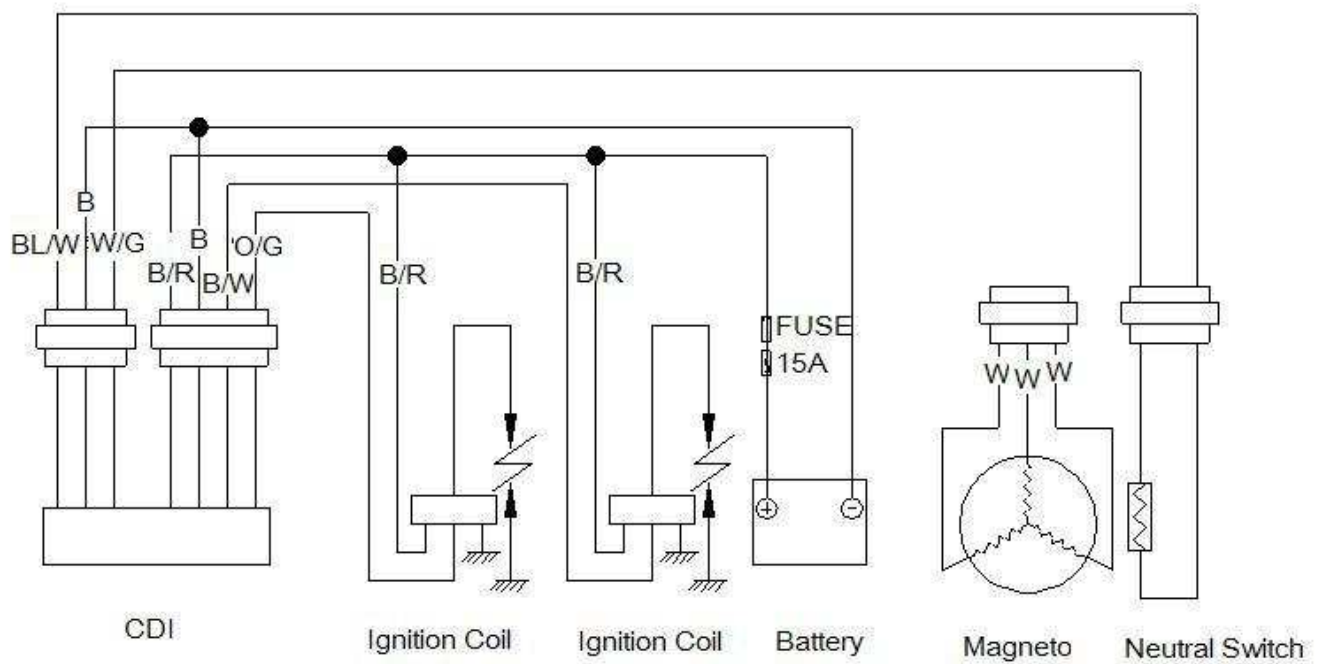 B
BL/W
W/G
B/R
B
B/W
O/G
B/R
B/R
FUSE
15A
W
W
W
CDI
Ignition Coil
Ignition Coil
Battery
Magneto
Neutral Switch